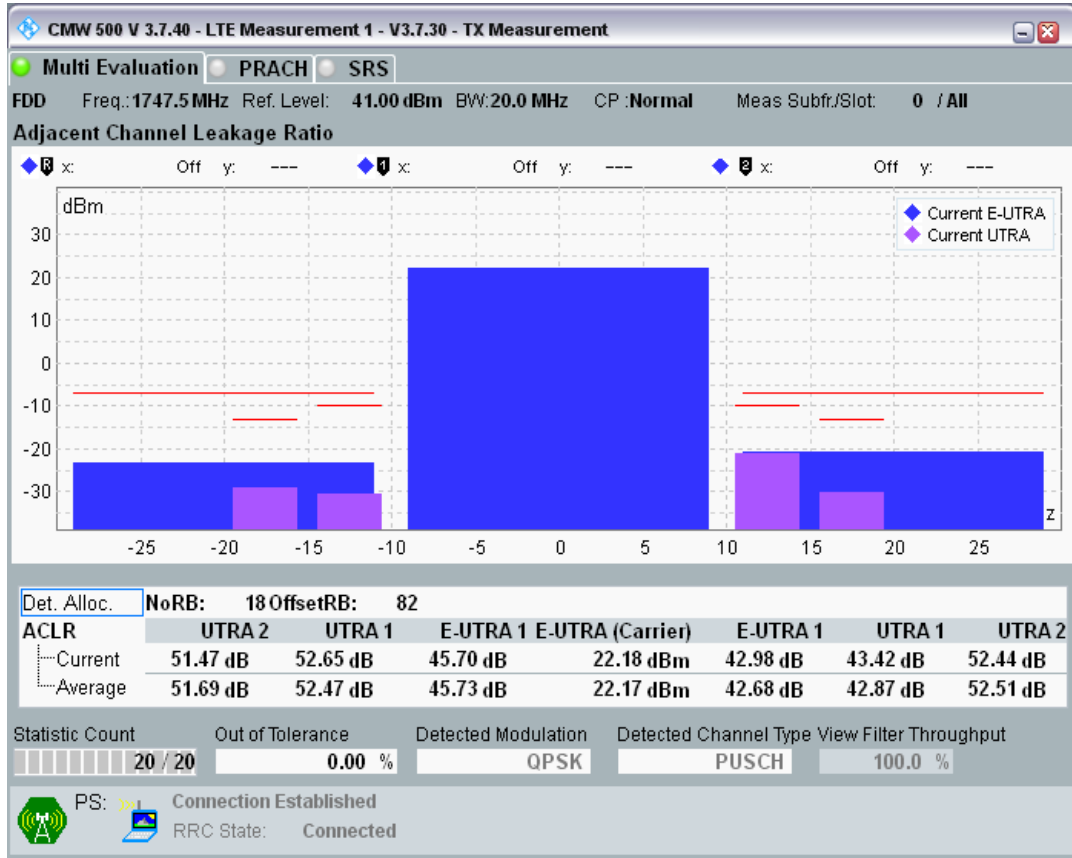 CMW 500 V 3.7.40 - LTE Measurement 1 - V3.7.30 - TX Measurement
Multi Evaluation PRACH SRS
FDD Freq.: 1747.5 MHz Ref. Level: 41.00 dBm BW: 20.0 MHz CP : Normal Meas Subfr./Slot: 0 / All
Adjacent Channel Leakage Ratio
R x: Off y: --- 1 x: Off y: --- 2 x: Off y: ---
dBm
Current E-UTRA
Current UTRA
30
20
10
0
-10
-20
-30
z
-25 -20 -15 -10 -5 0 5 10 15 20 25
Det. Alloc. NoRB: 18 OffsetRB: 82
ACLR UTRA 2 UTRA 1 E-UTRA 1 E-UTRA (Carrier) E-UTRA 1 UTRA 1 UTRA 2
Current 51.47 dB 52.65 dB 45.70 dB 22.18 dBm 42.98 dB 43.42 dB 52.44 dB
Average 51.69 dB 52.47 dB 45.73 dB 22.17 dBm 42.68 dB 42.87 dB 52.51 dB
Statistic Count Out of Tolerance Detected Modulation Detected Channel Type View Filter Throughput
20 / 20 0.00 % QPSK PUSCH 100.0 %
PS: Connection Established
RRC State: Connected